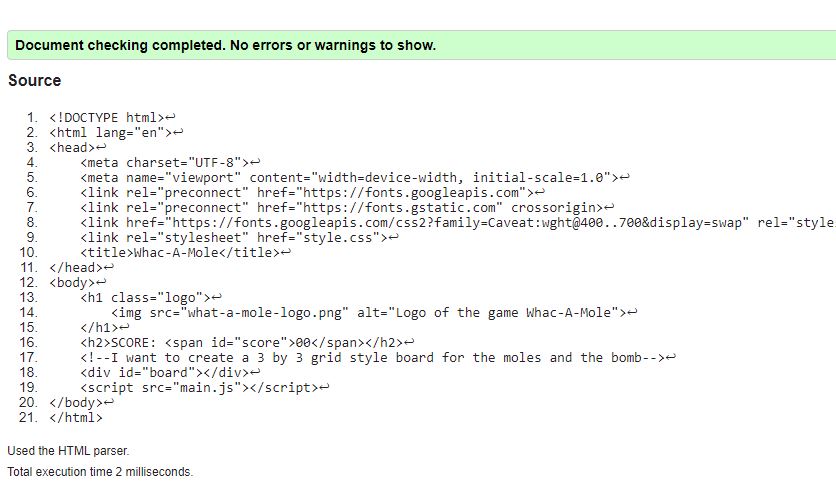 Document checking completed. No errors or warnings to show.
Source
1. <!DOCTYPE html>↩
2. <html lang="en">↩
3. <head>↩
4.     <meta charset="UTF-8">↩
5.     <meta name="viewport" content="width=device-width, initial-scale=1.0">↩
6.     <link rel="preconnect" href="https://fonts.googleapis.com">↩
7.     <link rel="preconnect" href="https://fonts.gstatic.com" crossorigin>↩
8.     <link href="https://fonts.googleapis.com/css2?family=Caveat:wght@400..700&display=swap" rel="style
9.     <link rel="stylesheet" href="style.css">↩
10.     <title>Whac-A-Mole</title>↩
11. </head>↩
12. <body>↩
13.     <h1 class="logo">↩
14.         <img src="what-a-mole-logo.png" alt="Logo of the game Whac-A-Mole">↩
15.     </h1>↩
16.     <h2>SCORE: <span id="score">00</span></h2>↩
17.     <!--I want to create a 3 by 3 grid style board for the moles and the bomb-->↩
18.     <div id="board"></div>↩
19.     <script src="main.js"></script>↩
20. </body>↩
21. </html>
Used the HTML parser.
Total execution time 2 milliseconds.